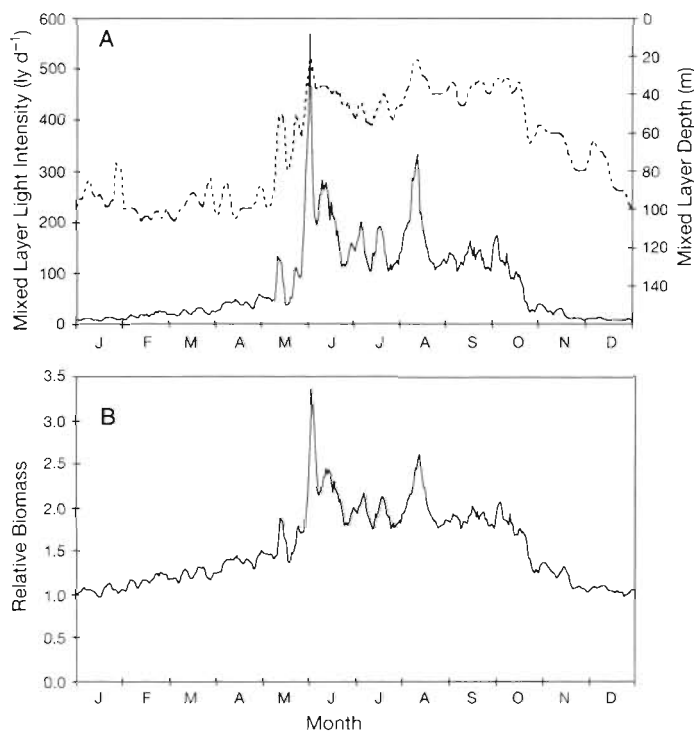 A
Mixed Layer Light Intensity (ly d⁻¹)
600
500
400
300
200
100
0
Mixed Layer Depth (m)
0
20
40
60
80
100
120
140
J F M A M J J A S O N D
B
Relative Biomass
3.5
3.0
2.5
2.0
1.5
1.0
0.5
0.0
J F M A M J J A S O N D
Month